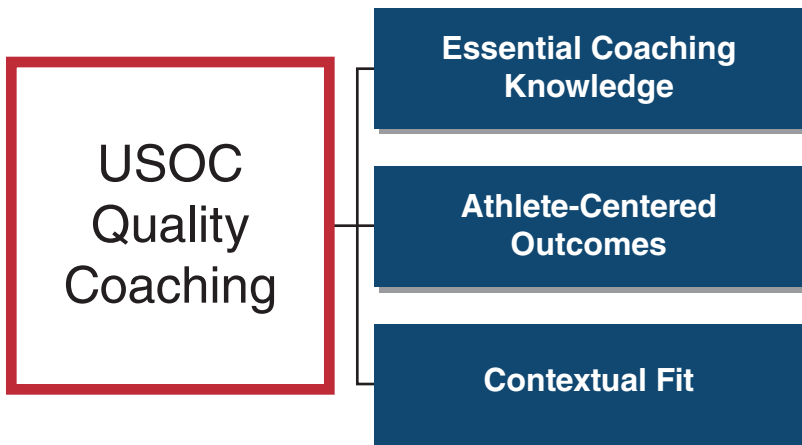 USOC
Quality
Coaching
Essential Coaching
Knowledge
Athlete-Centered
Outcomes
Contextual Fit